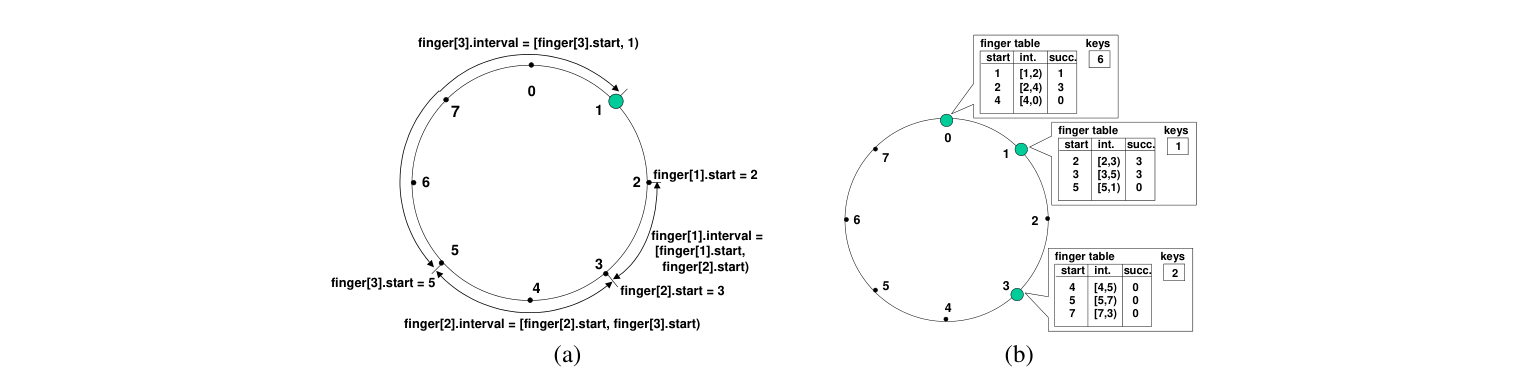 finger[3].interval = [finger[3].start, 1)
0
1
7
6
2
finger[1].start = 2
finger[1].interval =
[finger[1].start,
finger[2].start)
5
3
4
finger[3].start = 5
finger[2].start = 3
finger[2].interval = [finger[2].start, finger[3].start)
(a)
finger table keys
start int. succ. 6
1 [1,2) 1
2 [2,4) 3
4 [4,0) 0
finger table keys
start int. succ. 1
2 [2,3) 3
3 [3,5) 3
5 [5,1) 0
0
1
7
6
2
finger table keys
start int. succ. 2
4 [4,5) 0
5 [5,7) 0
7 [7,3) 0
5
3
4
(b)